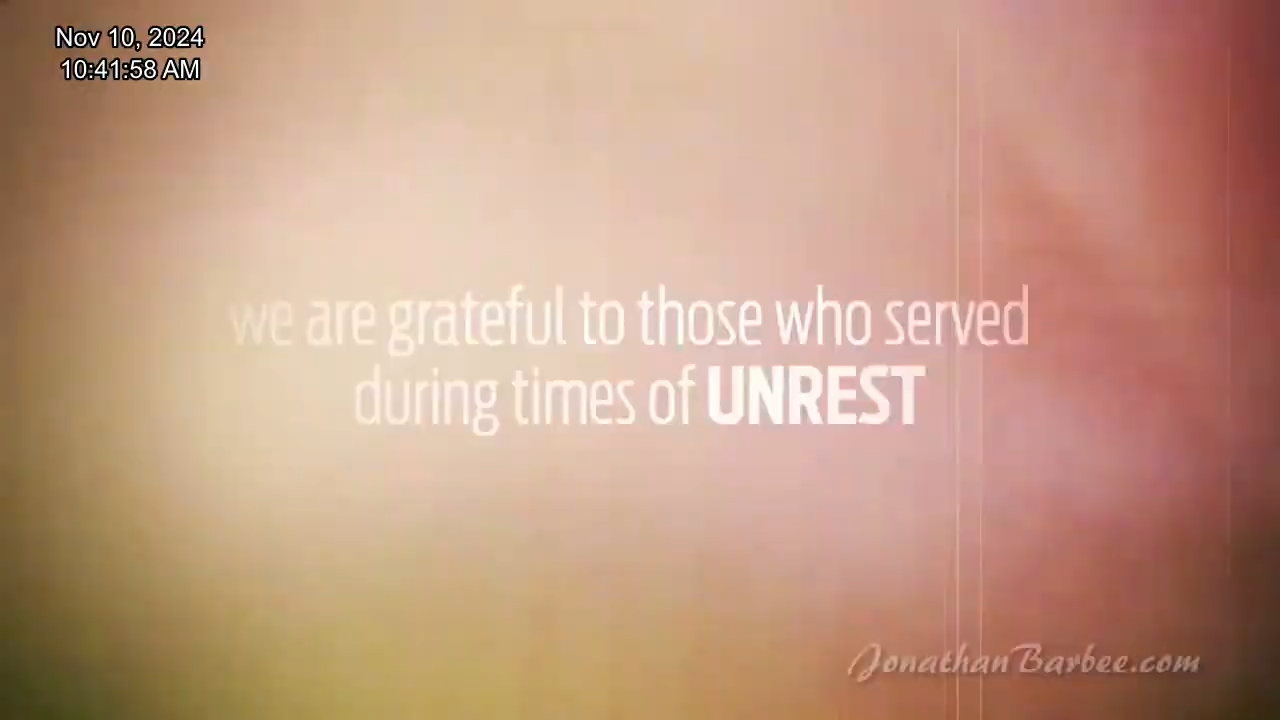 Nov 10, 2024
10:41:58 AM
we are grateful to those who served
during times of UNREST
JonathanBarbee.com